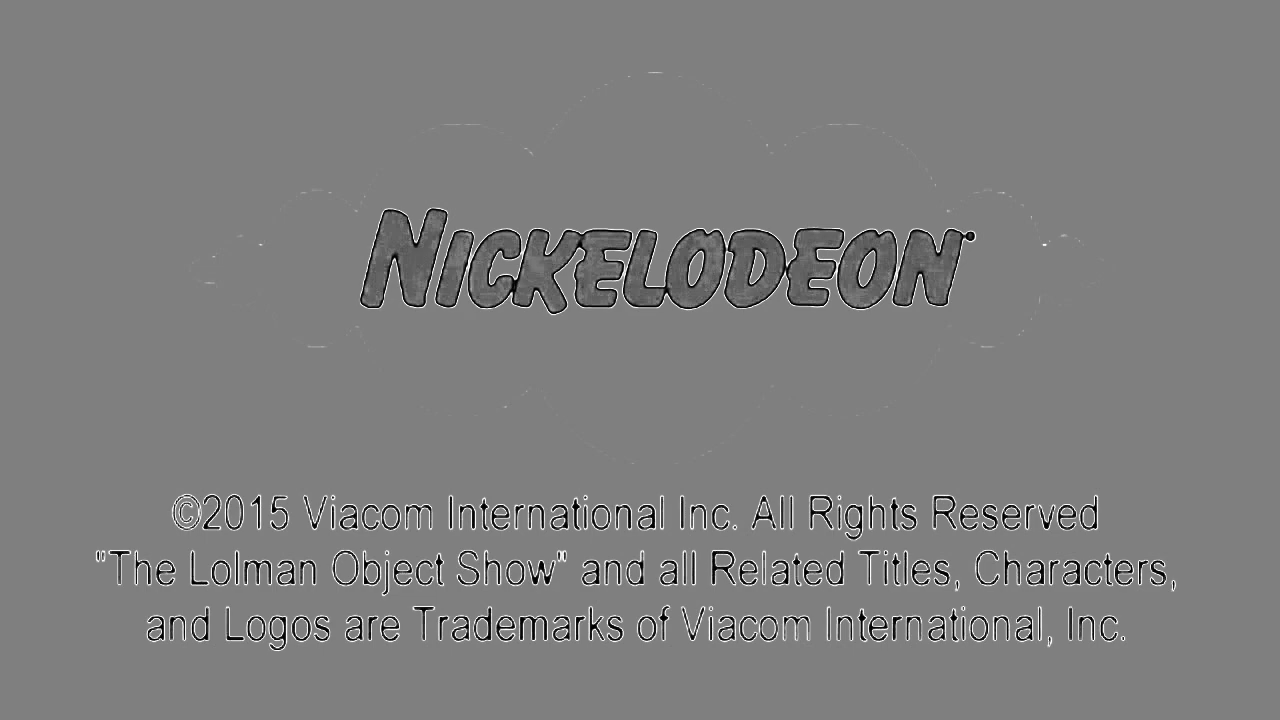 NICKELODEON
©2015 Viacom International Inc. All Rights Reserved
"The Lolman Object Show" and all Related Titles, Characters,
and Logos are Trademarks of Viacom International, Inc.